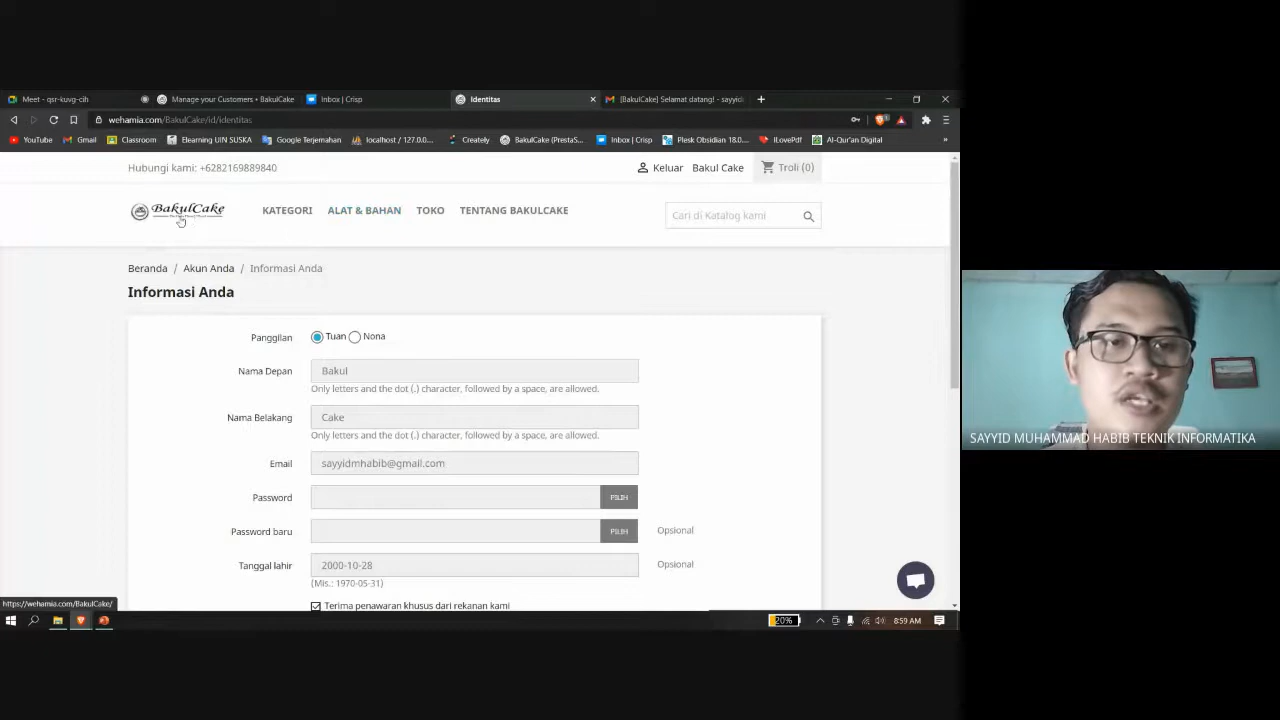 Meet - qsr-kuvg-cih
Manage your Customers • BakulCake
Inbox | Crisp
Identitas
[BakulCake] Selamat datang! - sayyid
wehamia.com/BakulCake/id/identitas
YouTube
Gmail
Classroom
Elearning UIN SUSKA
Google Terjemahan
localhost / 127.0.0...
Creately
BakulCake (PrestaS...
Inbox | Crisp
Plesk Obsidian 18.0...
ILovePdf
Al-Qur'an Digital
Hubungi kami: +6282169889840
Keluar
Bakul Cake
Troli (0)
BakulCake
KATEGORI
ALAT & BAHAN
TOKO
TENTANG BAKULCAKE
Cari di Katalog kami
Beranda / Akun Anda / Informasi Anda
Informasi Anda
Panggilan
Tuan
Nona
Nama Depan
Bakul
Only letters and the dot (.) character, followed by a space, are allowed.
Nama Belakang
Cake
Only letters and the dot (.) character, followed by a space, are allowed.
Email
sayyidmhabib@gmail.com
Password
PILIH
Password baru
PILIH
Opsional
Tanggal lahir
2000-10-28
Opsional
(Mis.: 1970-05-31)
Terima penawaran khusus dari rekanan kami
https://wehamia.com/BakulCake/
20%
8:59 AM
SAYYID MUHAMMAD HABIB TEKNIK INFORMATIKA